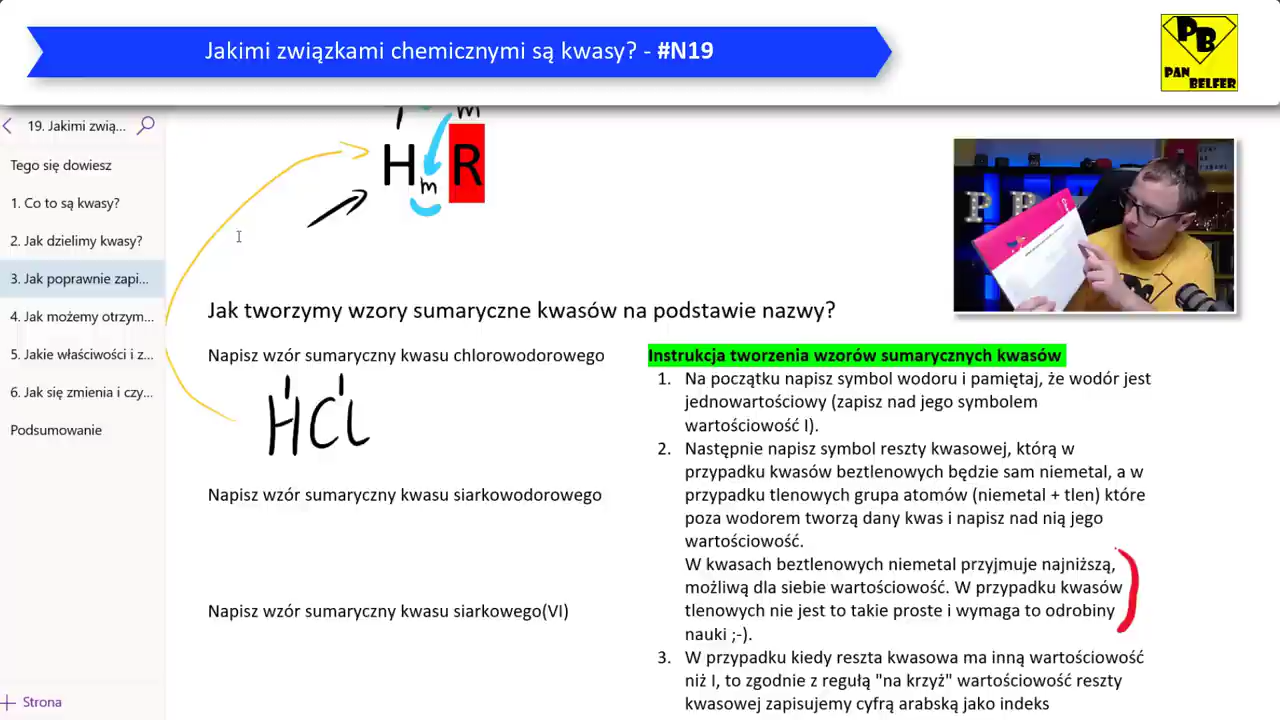 Jakimi związkami chemicznymi są kwasy? - #N19
PB
PAN
BELFER
19. Jakimi zwią...
Tego się dowiesz
1. Co to są kwasy?
2. Jak dzielimy kwasy?
3. Jak poprawnie zapi...
4. Jak możemy otrzym...
5. Jakie właściwości i z...
6. Jak się zmienia i czy...
Podsumowanie
Strona
I m
H m R
P B
Jak tworzymy wzory sumaryczne kwasów na podstawie nazwy?
Napisz wzór sumaryczny kwasu chlorowodorowego
I I
HCl
Napisz wzór sumaryczny kwasu siarkowodorowego
Napisz wzór sumaryczny kwasu siarkowego(VI)
Instrukcja tworzenia wzorów sumarycznych kwasów
1. Na początku napisz symbol wodoru i pamiętaj, że wodór jest
jednowartościowy (zapisz nad jego symbolem
wartościowość I).
2. Następnie napisz symbol reszty kwasowej, którą w
przypadku kwasów beztlenowych będzie sam niemetal, a w
przypadku tlenowych grupa atomów (niemetal + tlen) które
poza wodorem tworzą dany kwas i napisz nad nią jego
wartościowość.
W kwasach beztlenowych niemetal przyjmuje najniższą,
możliwą dla siebie wartościowość. W przypadku kwasów
tlenowych nie jest to takie proste i wymaga to odrobiny
nauki ;-).
3. W przypadku kiedy reszta kwasowa ma inną wartościowość
niż I, to zgodnie z regułą "na krzyż" wartościowość reszty
kwasowej zapisujemy cyfrą arabską jako indeks